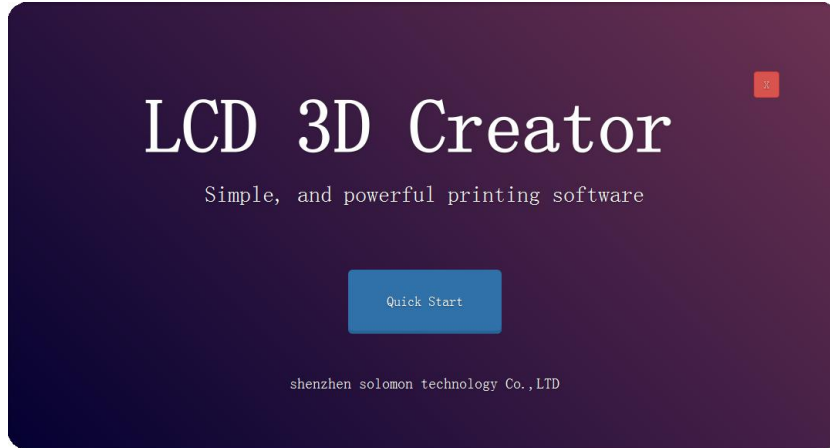 X
LCD 3D Creator
Simple, and powerful printing software
Quick Start
shenzhen solomon technology Co.,LTD